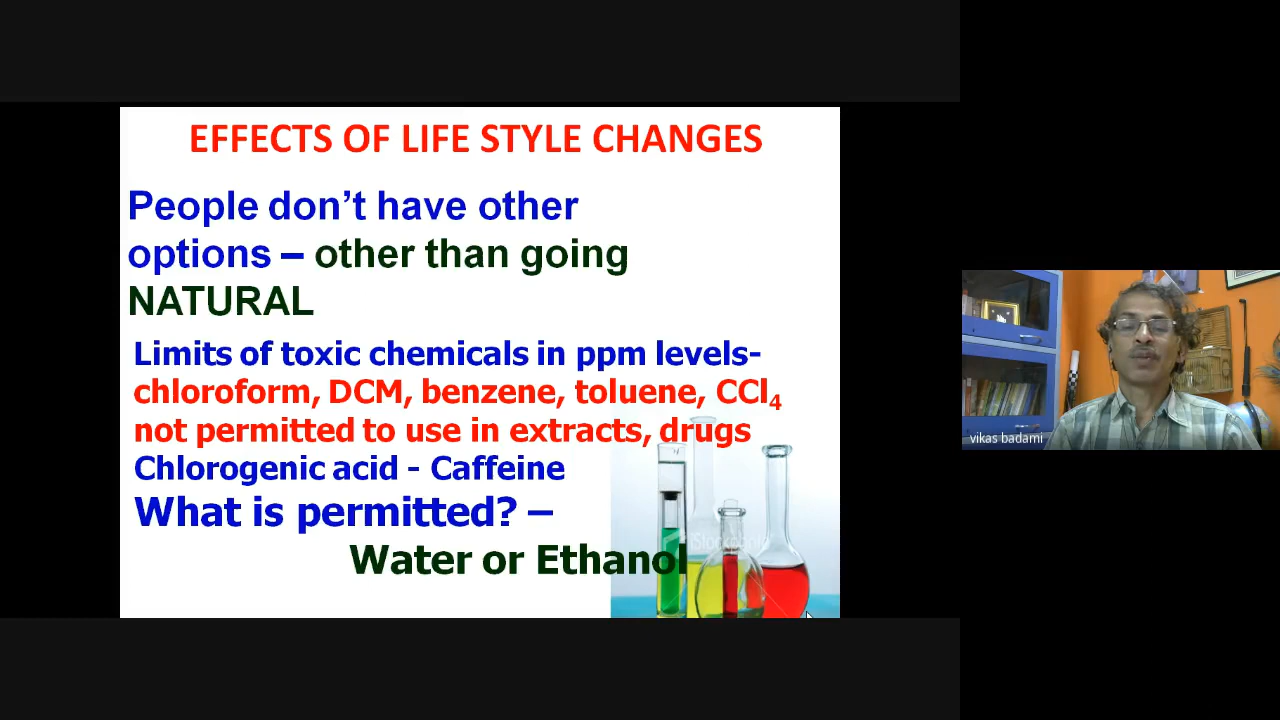 EFFECTS OF LIFE STYLE CHANGES
People don’t have other
options – other than going
NATURAL
Limits of toxic chemicals in ppm levels-
chloroform, DCM, benzene, toluene, CCl₄
not permitted to use in extracts, drugs
Chlorogenic acid - Caffeine
What is permitted? –
Water or Ethanol
vikas badami